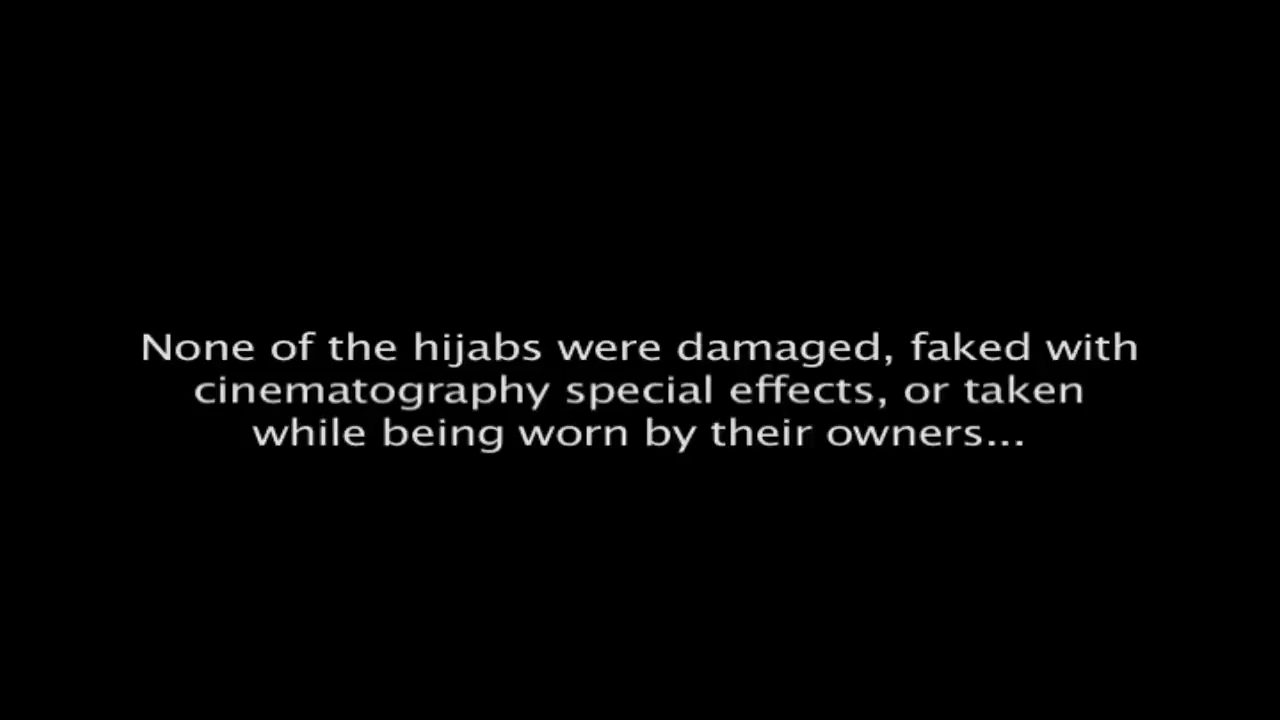 None of the hijabs were damaged, faked with
cinematography special effects, or taken
while being worn by their owners...